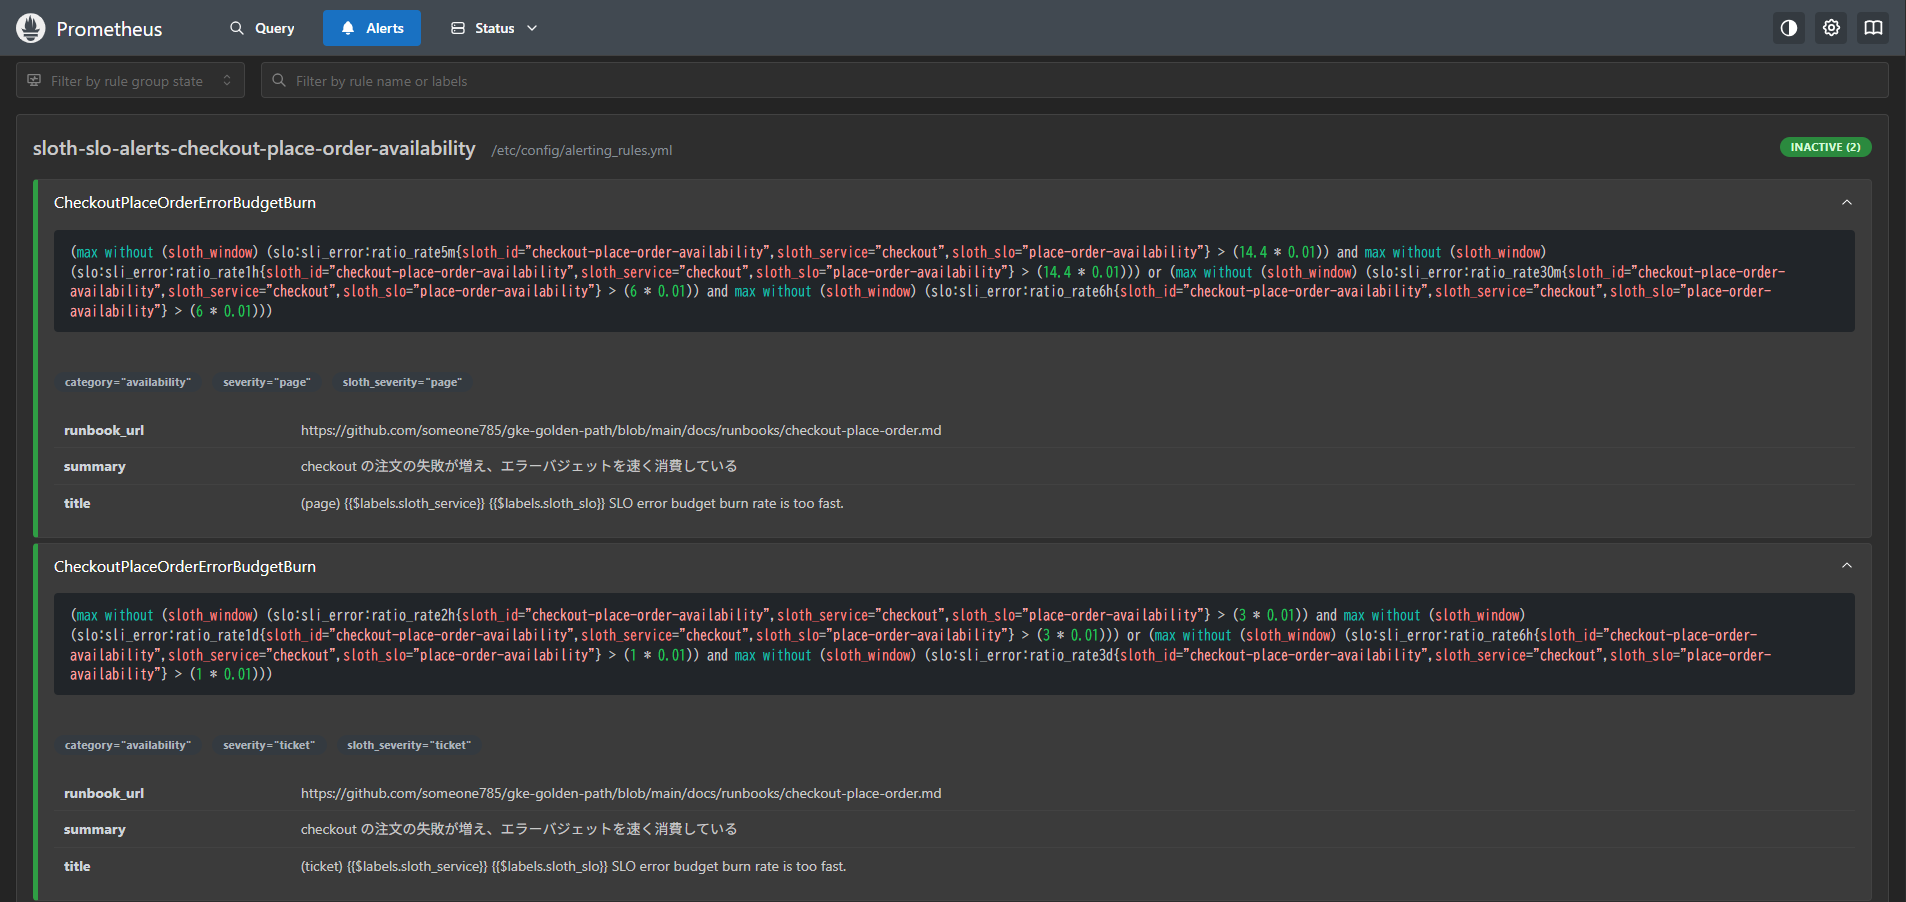 Prometheus
Query
Alerts
Status
Filter by rule group state
Filter by rule name or labels
sloth-slo-alerts-checkout-place-order-availability /etc/config/alerting_rules.yml
INACTIVE (2)
CheckoutPlaceOrderErrorBudgetBurn
(max without (sloth_window) (slo:sli_error:ratio_rate5m{sloth_id="checkout-place-order-availability",sloth_service="checkout",sloth_slo="place-order-availability"} > (14.4 * 0.01)) and max without (sloth_window)
(slo:sli_error:ratio_rate1h{sloth_id="checkout-place-order-availability",sloth_service="checkout",sloth_slo="place-order-availability"} > (14.4 * 0.01))) or (max without (sloth_window) (slo:sli_error:ratio_rate30m{sloth_id="checkout-place-order-
availability",sloth_service="checkout",sloth_slo="place-order-availability"} > (6 * 0.01)) and max without (sloth_window) (slo:sli_error:ratio_rate6h{sloth_id="checkout-place-order-availability",sloth_service="checkout",sloth_slo="place-order-
availability"} > (6 * 0.01)))
category="availability" severity="page" sloth_severity="page"
runbook_url https://github.com/someone785/gke-golden-path/blob/main/docs/runbooks/checkout-place-order.md
summary checkout の注文の失敗が増え、エラーバジェットを速く消費している
title (page) {{$labels.sloth_service}} {{$labels.sloth_slo}} SLO error budget burn rate is too fast.
CheckoutPlaceOrderErrorBudgetBurn
(max without (sloth_window) (slo:sli_error:ratio_rate2h{sloth_id="checkout-place-order-availability",sloth_service="checkout",sloth_slo="place-order-availability"} > (3 * 0.01)) and max without (sloth_window)
(slo:sli_error:ratio_rate1d{sloth_id="checkout-place-order-availability",sloth_service="checkout",sloth_slo="place-order-availability"} > (3 * 0.01))) or (max without (sloth_window) (slo:sli_error:ratio_rate6h{sloth_id="checkout-place-order-
availability",sloth_service="checkout",sloth_slo="place-order-availability"} > (1 * 0.01)) and max without (sloth_window) (slo:sli_error:ratio_rate3d{sloth_id="checkout-place-order-availability",sloth_service="checkout",sloth_slo="place-order-
availability"} > (1 * 0.01)))
category="availability" severity="ticket" sloth_severity="ticket"
runbook_url https://github.com/someone785/gke-golden-path/blob/main/docs/runbooks/checkout-place-order.md
summary checkout の注文の失敗が増え、エラーバジェットを速く消費している
title (ticket) {{$labels.sloth_service}} {{$labels.sloth_slo}} SLO error budget burn rate is too fast.